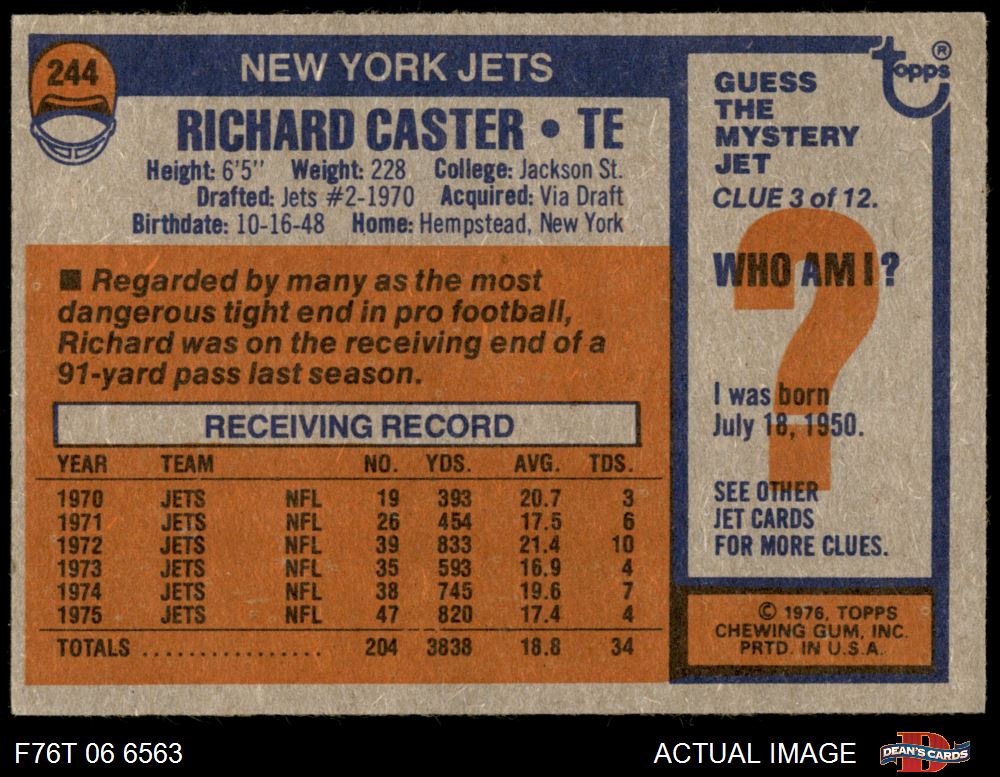 244
NEW YORK JETS
RICHARD CASTER • TE
Height: 6'5" Weight: 228 College: Jackson St.
Drafted: Jets #2-1970 Acquired: Via Draft
Birthdate: 10-16-48 Home: Hempstead, New York
■ Regarded by many as the most
dangerous tight end in pro football,
Richard was on the receiving end of a
91-yard pass last season.
RECEIVING RECORD
YEAR TEAM NO. YDS. AVG. TDS.
1970 JETS NFL 19 393 20.7 3
1971 JETS NFL 26 454 17.5 6
1972 JETS NFL 39 833 21.4 10
1973 JETS NFL 35 593 16.9 4
1974 JETS NFL 38 745 19.6 7
1975 JETS NFL 47 820 17.4 4
TOTALS ................ 204 3838 18.8 34
topps ®
GUESS
THE
MYSTERY
JET
CLUE 3 of 12.
WHO AM I?
?
I was born
July 18, 1950.
SEE OTHER
JET CARDS
FOR MORE CLUES.
© 1976, TOPPS
CHEWING GUM, INC.
PRTD. IN U.S.A.
F76T 06 6563
ACTUAL IMAGE
D
DEAN'S CARDS